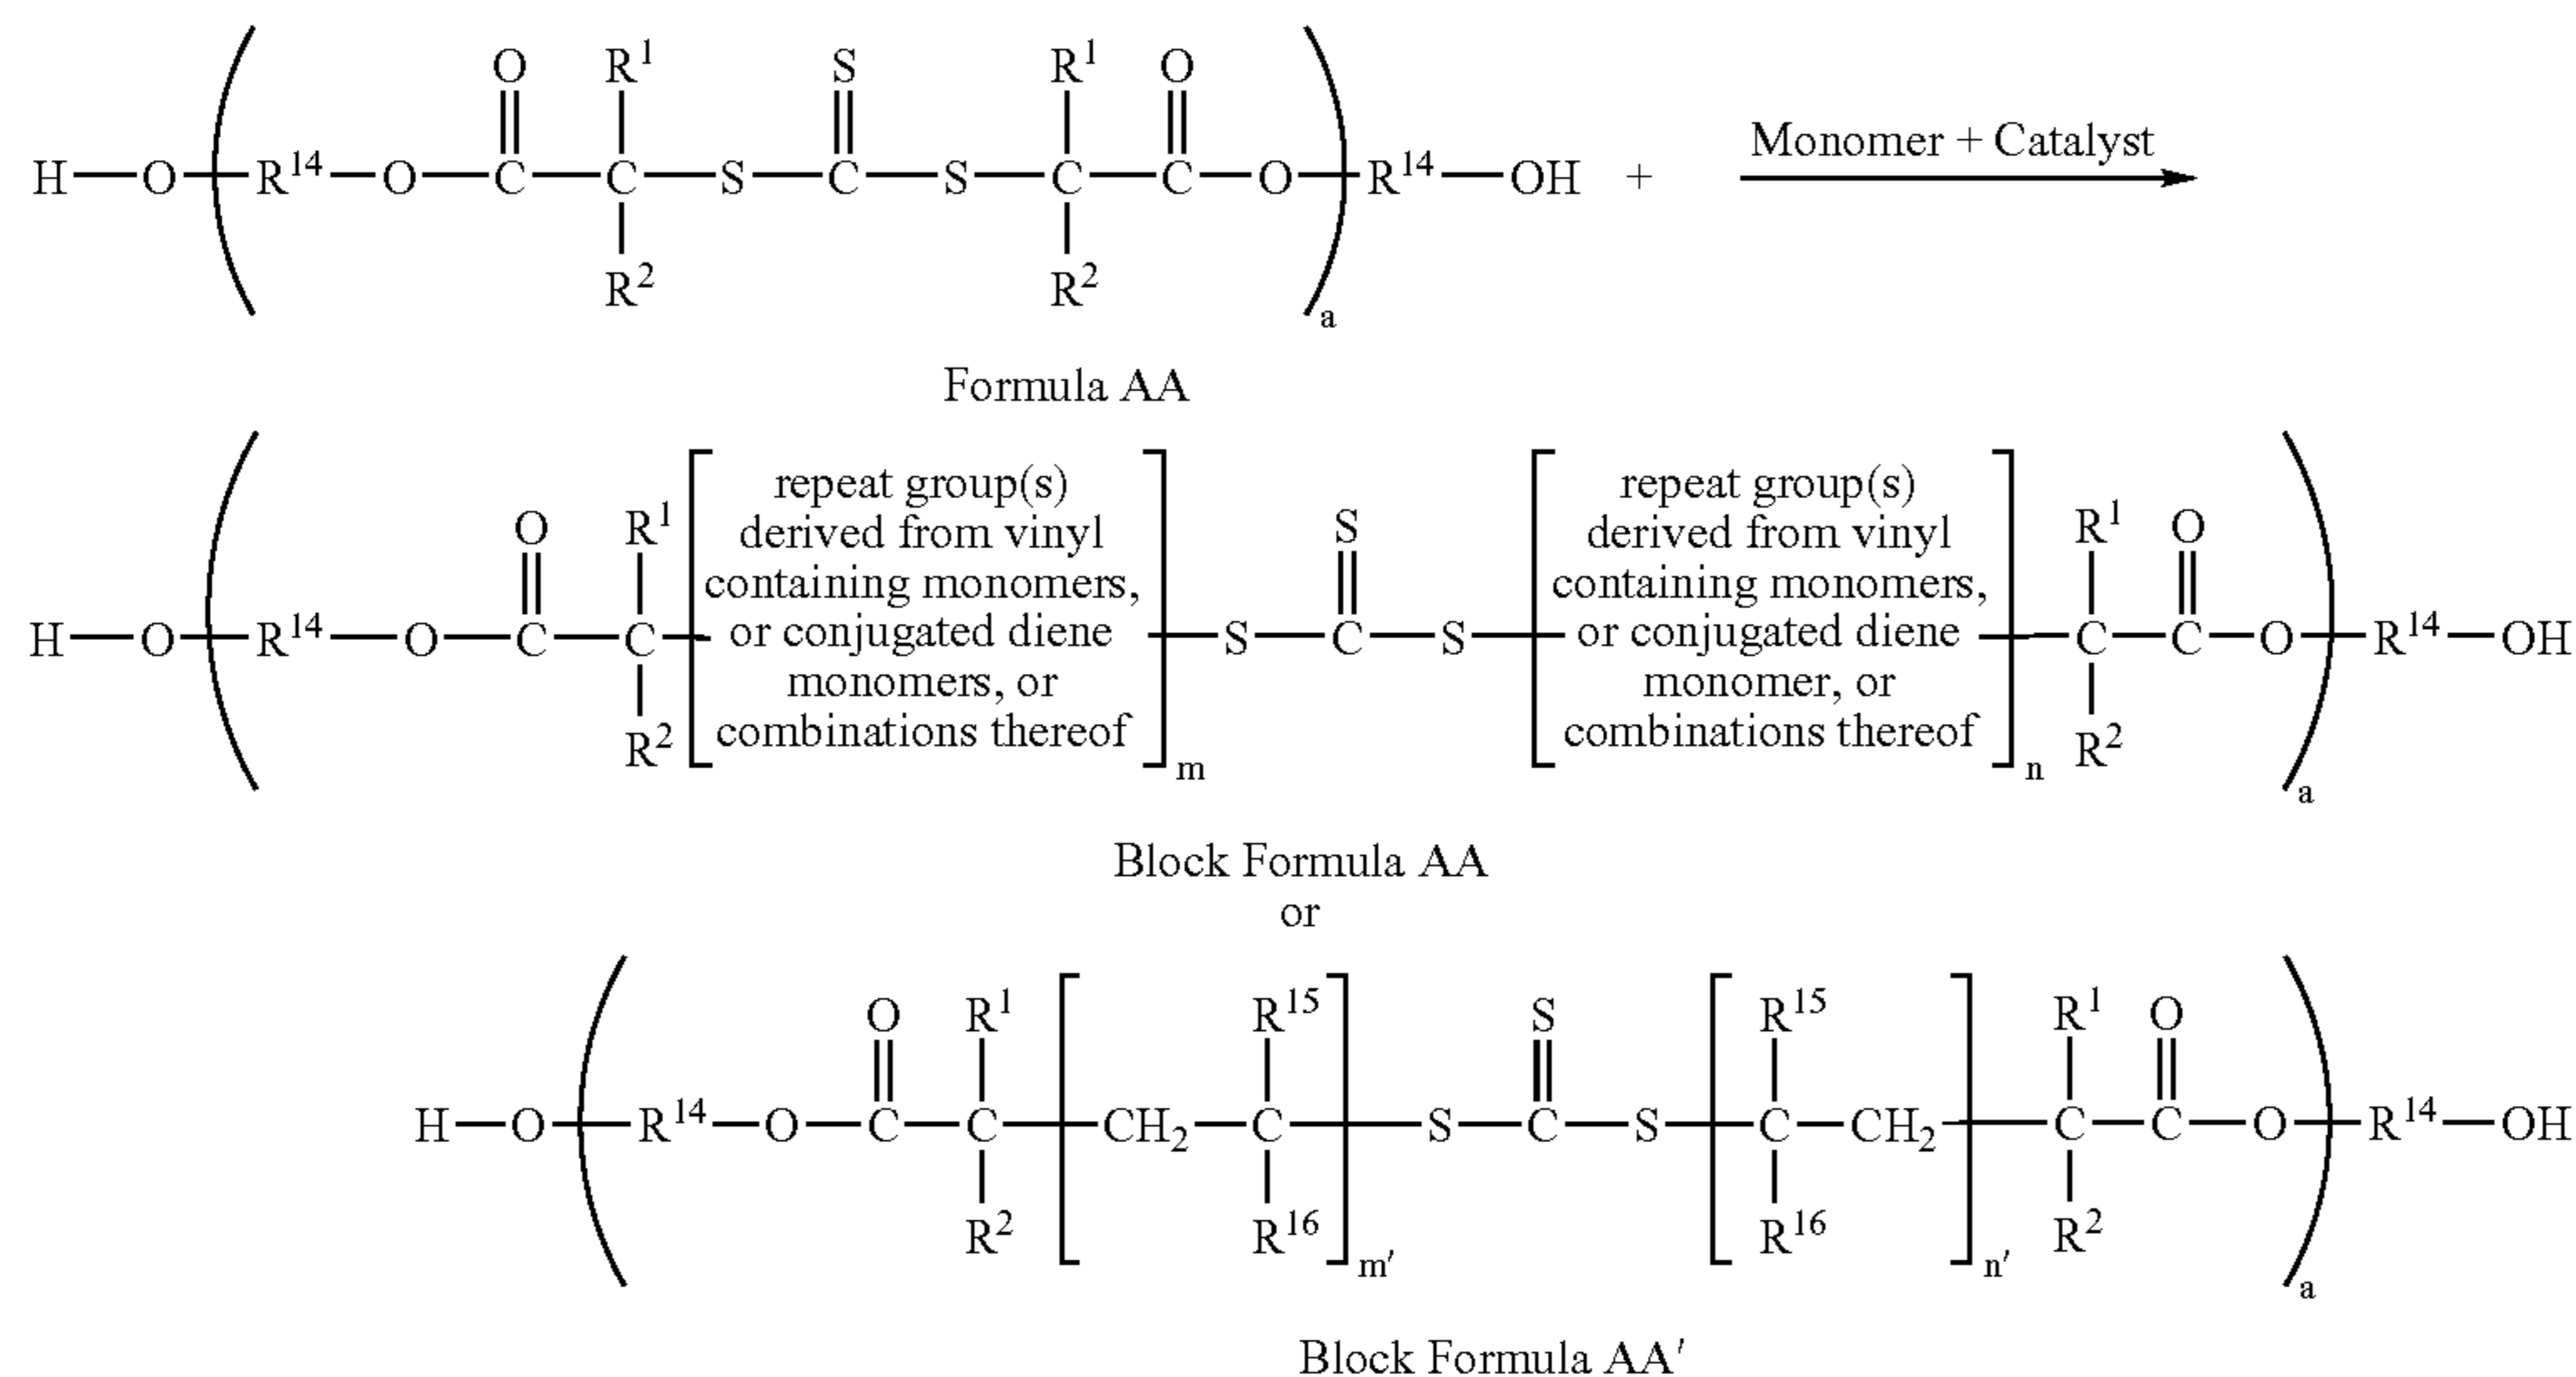 O R¹ S R¹ O
H—O—(—R¹⁴—O—C—C—S—C—S—C—C—O—)ₐ—R¹⁴—OH + Monomer + Catalyst
R² R²
Formula AA
O R¹ [repeat group(s) S [repeat group(s) R¹ O
derived from vinyl derived from vinyl
containing monomers, containing monomers,
H—O—(—R¹⁴—O—C—C— or conjugated diene —S—C—S— or conjugated diene —C—C—O—)—R¹⁴—OH
monomers, or monomer, or
R² combinations thereof]m combinations thereof]n R² a
Block Formula AA
or
O R¹ R¹⁵ S R¹⁵ R¹ O
H—O—(—R¹⁴—O—C—C—[—CH₂—C—]—S—C—S—[—C—CH₂—]—C—C—O—)—R¹⁴—OH
R² R¹⁶ m′ R¹⁶ n′ R² a
Block Formula AA′